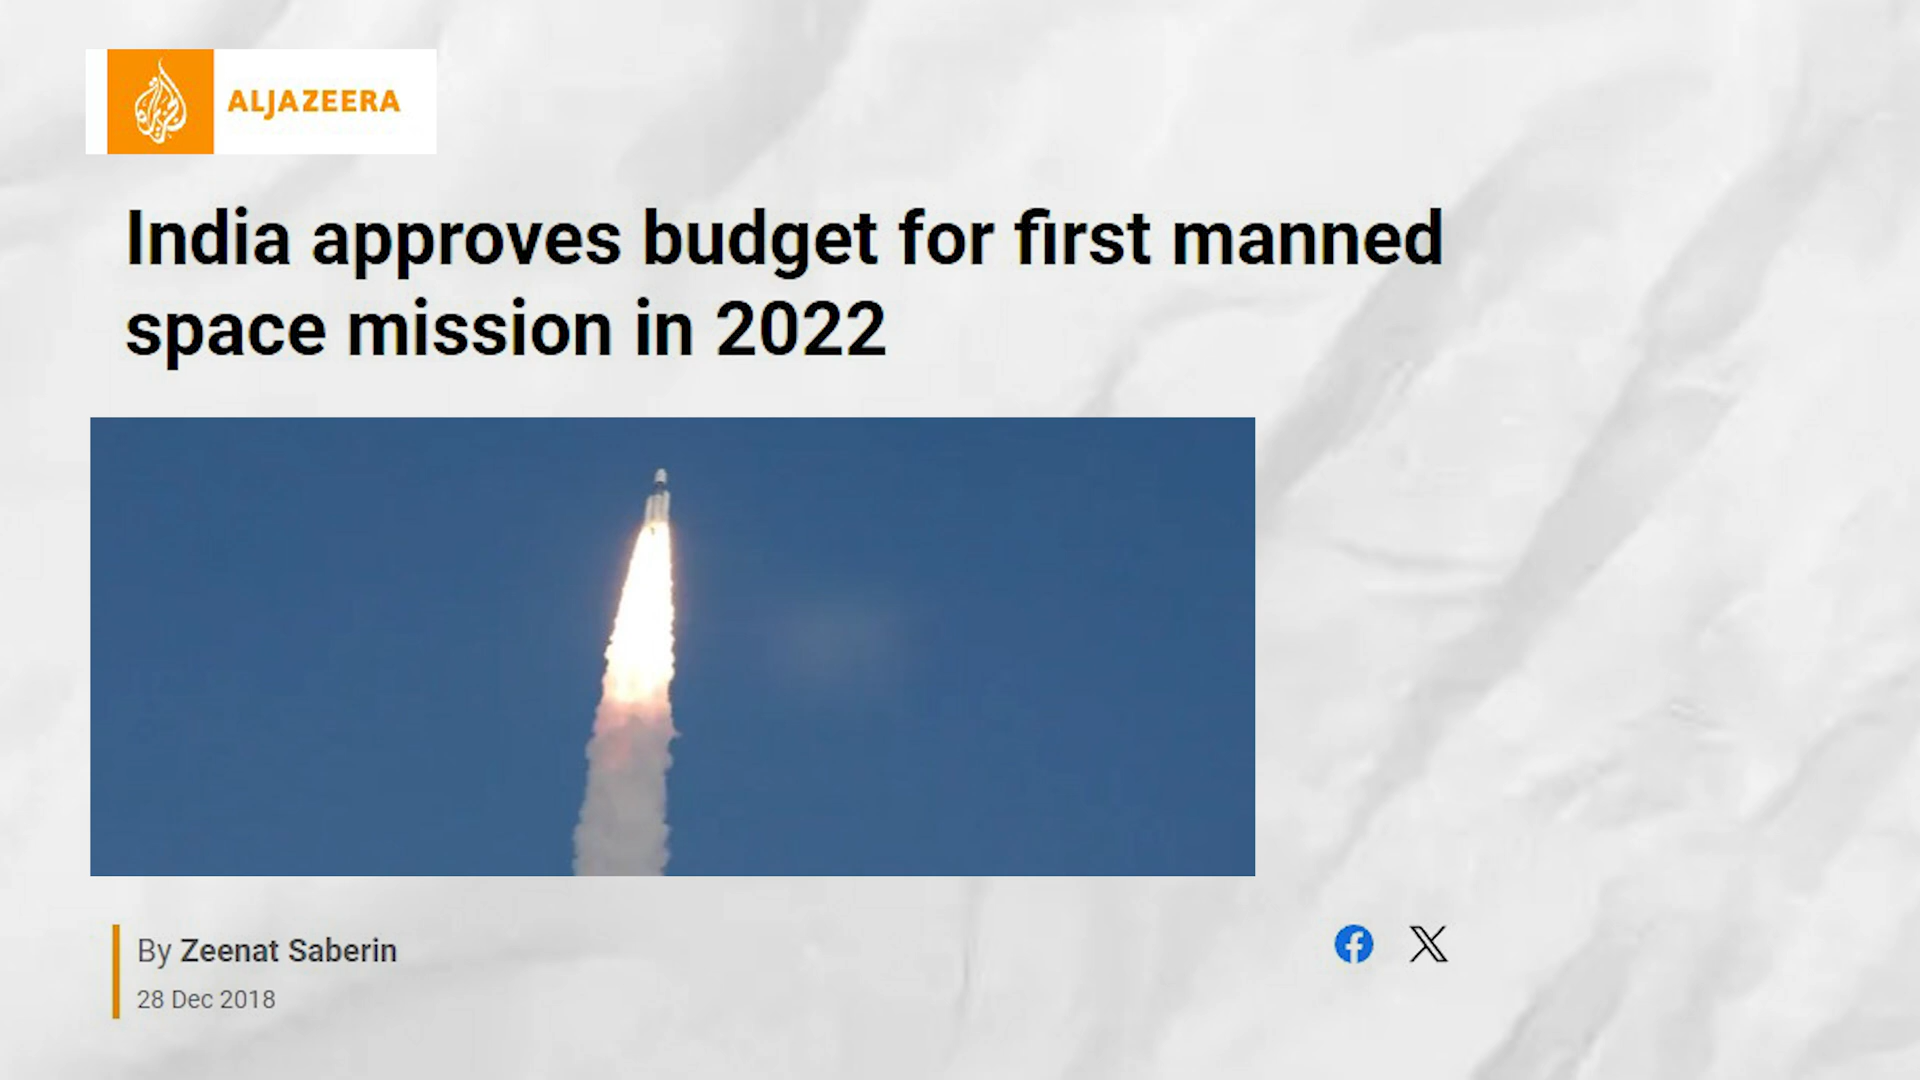 ALJAZEERA
India approves budget for first manned
space mission in 2022
By Zeenat Saberin
28 Dec 2018